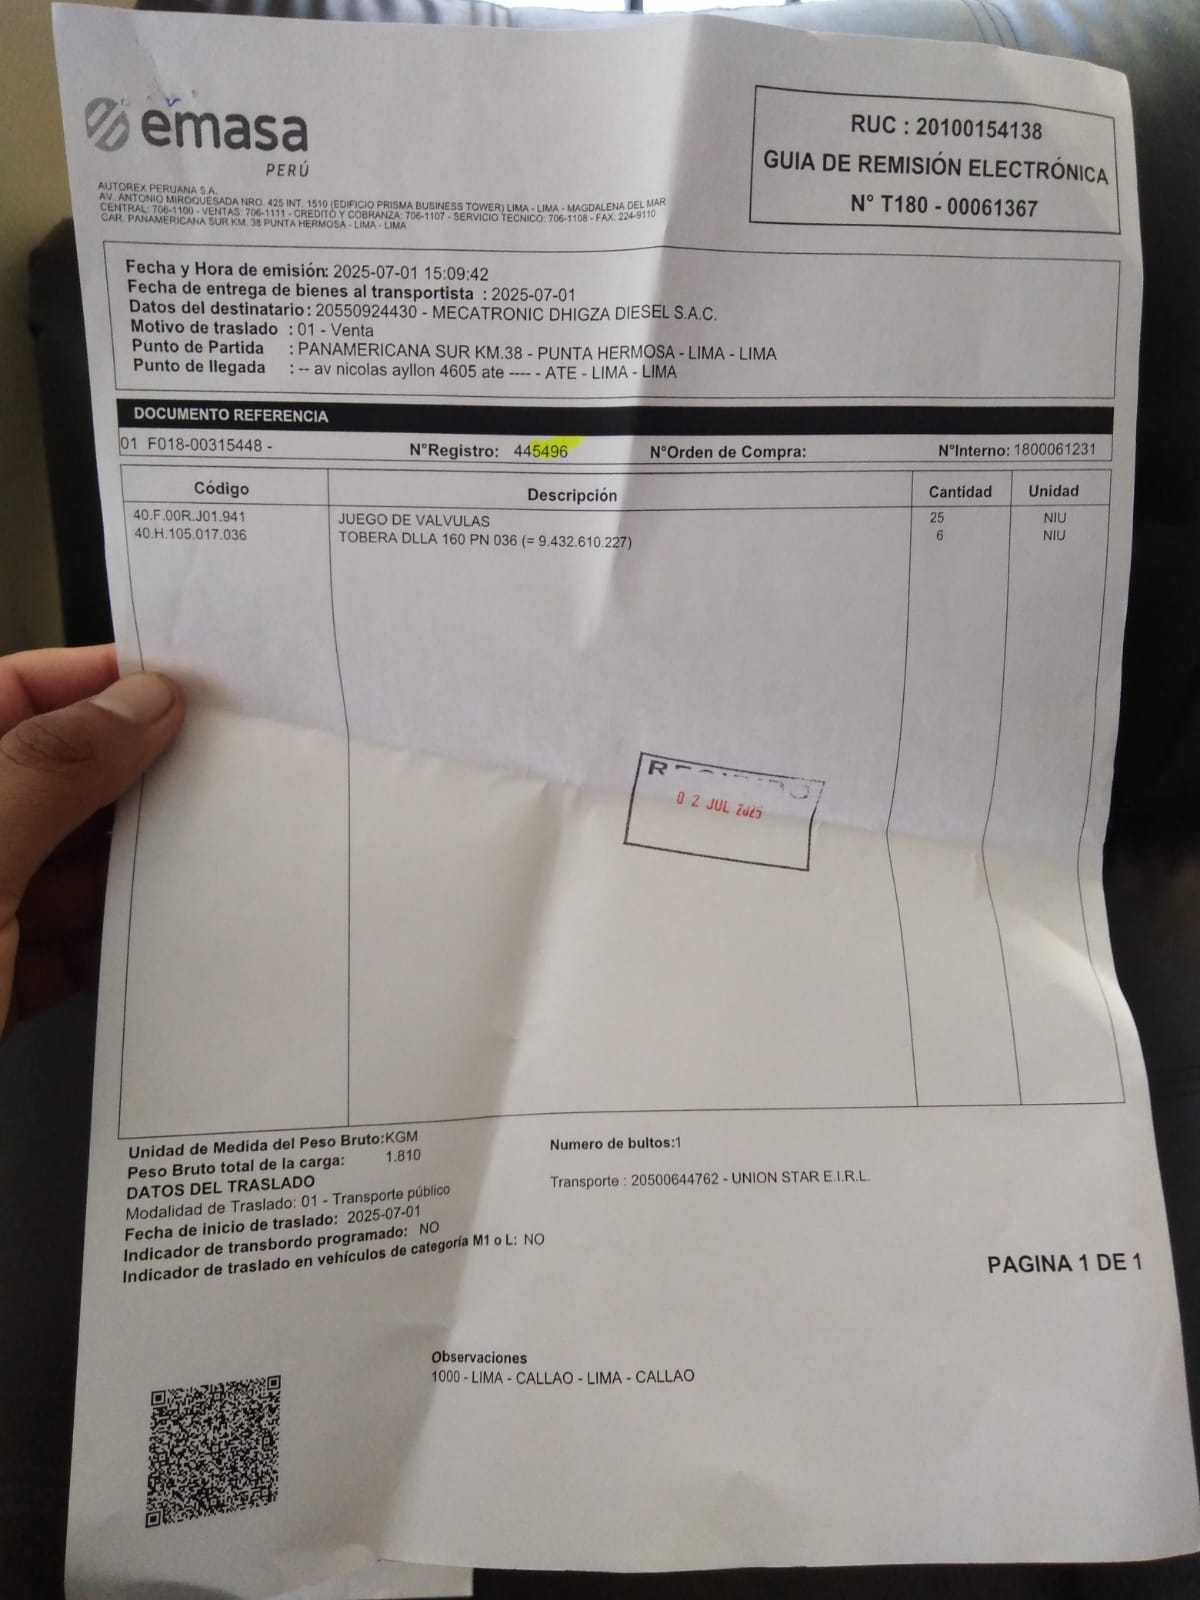 emasa
PERÚ
AUTOREX PERUANA S.A.
AV. ANTONIO MIROQUESADA NRO. 425 INT. 1510 (EDIFICIO PRISMA BUSINESS TOWER) LIMA - LIMA - MAGDALENA DEL MAR
CENTRAL: 706-1100 - VENTAS: 706-1111 - CREDITO Y COBRANZA: 706-1107 - SERVICIO TECNICO: 706-1108 - FAX. 224-9110
CAR. PANAMERICANA SUR KM. 38 PUNTA HERMOSA - LIMA - LIMA
RUC : 20100154138
GUIA DE REMISIÓN ELECTRÓNICA
N° T180 - 00061367
Fecha y Hora de emisión: 2025-07-01 15:09:42
Fecha de entrega de bienes al transportista : 2025-07-01
Datos del destinatario : 20550924430 - MECATRONIC DHIGZA DIESEL S.A.C.
Motivo de traslado : 01 - Venta
Punto de Partida : PANAMERICANA SUR KM.38 - PUNTA HERMOSA - LIMA - LIMA
Punto de llegada : -- av nicolas ayllon 4605 ate ---- - ATE - LIMA - LIMA
DOCUMENTO REFERENCIA
01 F018-00315448 - N°Registro: 445496 N°Orden de Compra: N°Interno: 1800061231
Código Descripción Cantidad Unidad
40.F.00R.J01.941 JUEGO DE VALVULAS 25 NIU
40.H.105.017.036 TOBERA DLLA 160 PN 036 (= 9.432.610.227) 6 NIU
RECIBIDO
02 JUL 2025
Unidad de Medida del Peso Bruto:KGM Numero de bultos:1
Peso Bruto total de la carga: 1.810
DATOS DEL TRASLADO Transporte : 20500644762 - UNION STAR E.I.R.L.
Modalidad de Traslado: 01 - Transporte público
Fecha de inicio de traslado: 2025-07-01
Indicador de transbordo programado: NO
Indicador de traslado en vehículos de categoría M1 o L: NO
PAGINA 1 DE 1
Observaciones
1000 - LIMA - CALLAO - LIMA - CALLAO